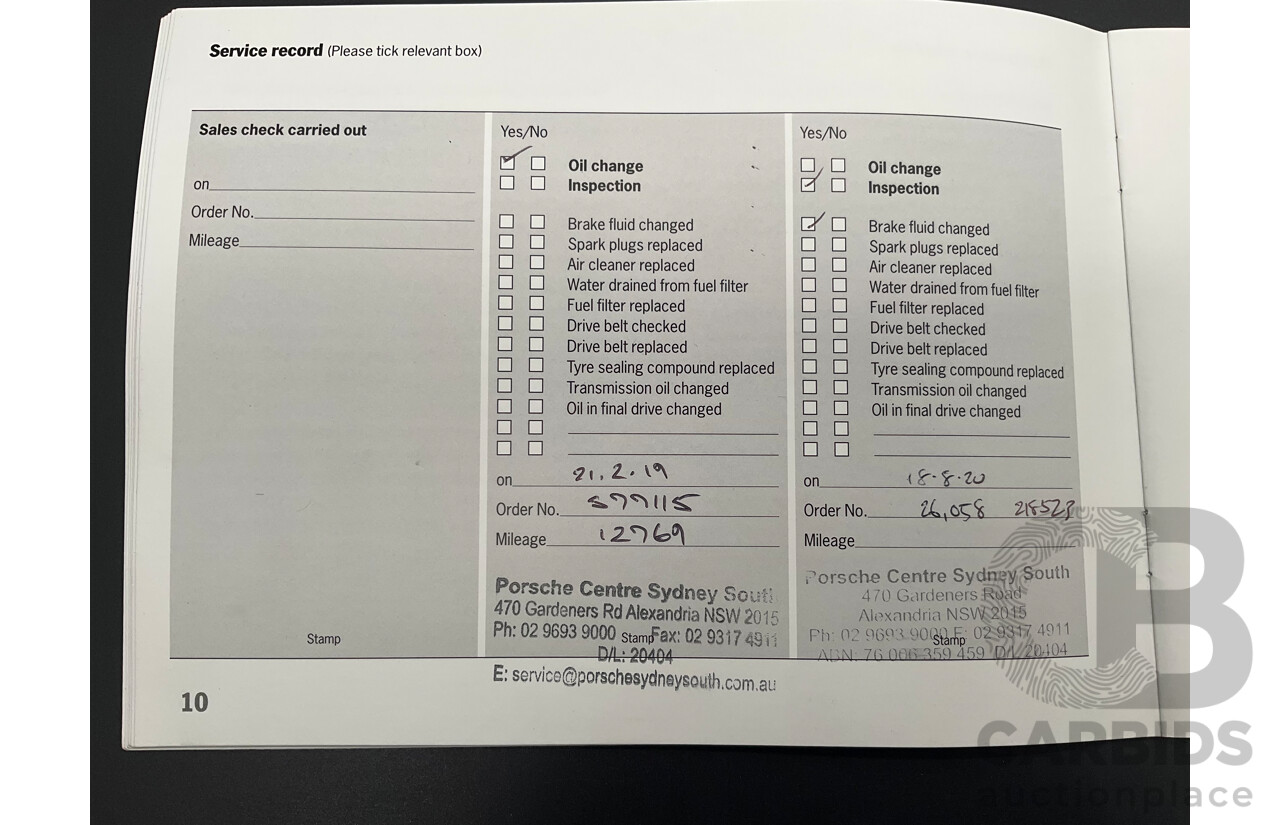 Service record (Please tick relevant box)
Sales check carried out
on
Order No.
Mileage
Stamp
Yes/No
Oil change
Inspection
Brake fluid changed
Spark plugs replaced
Air cleaner replaced
Water drained from fuel filter
Fuel filter replaced
Drive belt checked
Drive belt replaced
Tyre sealing compound replaced
Transmission oil changed
Oil in final drive changed
on 21.2.19
Order No. 577115
Mileage 12769
Porsche Centre Sydney South
470 Gardeners Rd Alexandria NSW 2015
Ph: 02 9693 9000 Stamp Fax: 02 9317 4911
D/L: 20404
E: service@porschesydneysouth.com.au
Yes/No
Oil change
Inspection
Brake fluid changed
Spark plugs replaced
Air cleaner replaced
Water drained from fuel filter
Fuel filter replaced
Drive belt checked
Drive belt replaced
Tyre sealing compound replaced
Transmission oil changed
Oil in final drive changed
on 18.8.20
Order No. 26,058 218523
Mileage
Porsche Centre Sydney South
470 Gardeners Road
Alexandria NSW 2015
Ph: 02 9693 9000 Stamp F: 02 9317 4911
ABN: 76 066 359 459 D/L 20404
10
CARBIDS
auctionplace